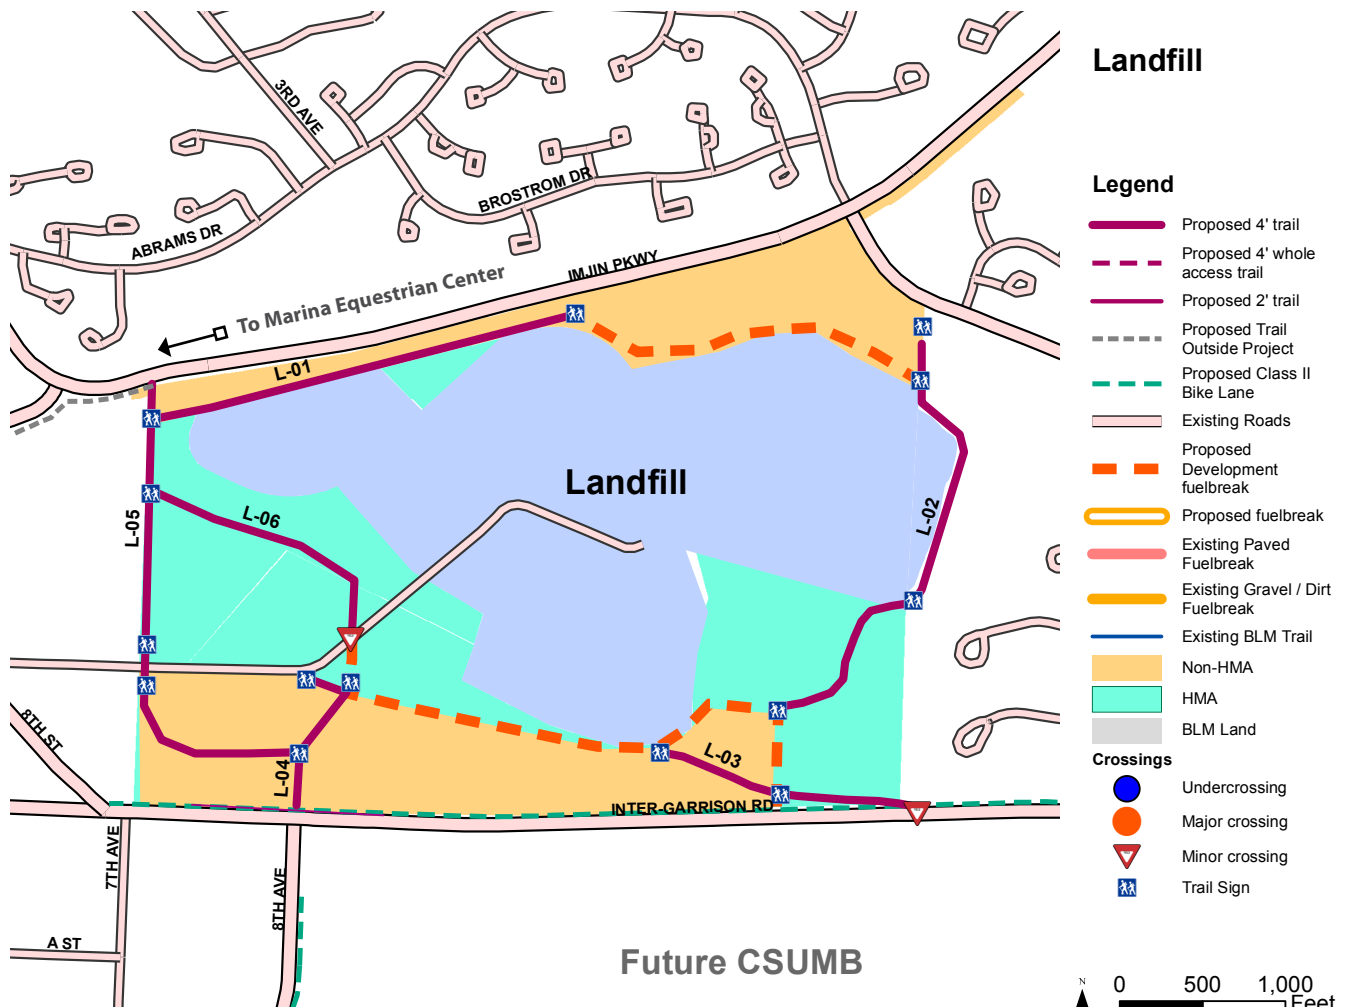 Landfill
Legend
Proposed 4' trail
Proposed 4' whole
access trail
Proposed 2' trail
Proposed Trail
Outside Project
Proposed Class II
Bike Lane
Existing Roads
Proposed
Development
fuelbreak
Proposed fuelbreak
Existing Paved
Fuelbreak
Existing Gravel / Dirt
Fuelbreak
Existing BLM Trail
Non-HMA
HMA
BLM Land
Crossings
Undercrossing
Major crossing
Minor crossing
Trail Sign
N
0 500 1,000
Feet
3RD AVE
BROSTROM DR
ABRAMS DR
IMJIN PKWY
To Marina Equestrian Center
L-01
Landfill
L-06
L-05
L-02
8TH ST
L-03
L-04
INTER-GARRISON RD
7TH AVE
8TH AVE
A ST
Future CSUMB